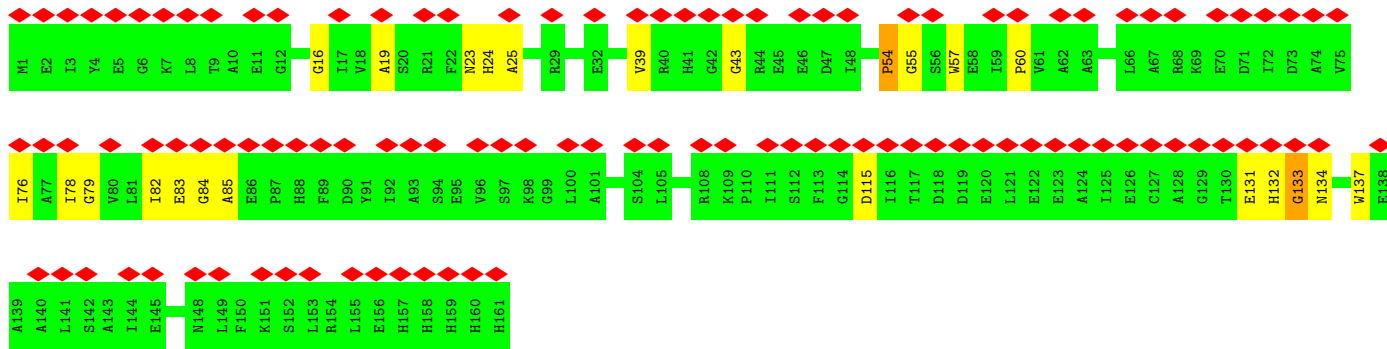 M1 E2 I3 Y4 E5 G6 K7 L8 T9 A10 E11 G12 G16 I17 V18 A19 S20 R21 F22 N23 H24 A25 R29 E32 V39 R40 H41 G42 G43 R44 E45 E46 D47 I48 P54 G55 S56 W57 E58 I59 P60 V61 A62 A63 L66 A67 R68 K69 E70 D71 I72 D73 A74 V75
I76 A77 I78 G79 V80 L81 I82 E83 G84 A85 E86 P87 H88 F89 D90 Y91 I92 A93 S94 E95 V96 S97 K98 G99 L100 A101 S104 L105 R108 K109 P110 I111 S112 F113 G114 D115 I116 T117 D118 D119 E120 L121 E122 E123 A124 I125 E126 C127 A128 G129 T130 E131 H132 G133 N134 W137 E138
A139 A140 L141 S142 A143 I144 E145 N148 L149 F150 K151 S152 L153 R154 L155 E156 H157 H158 H159 H160 H161